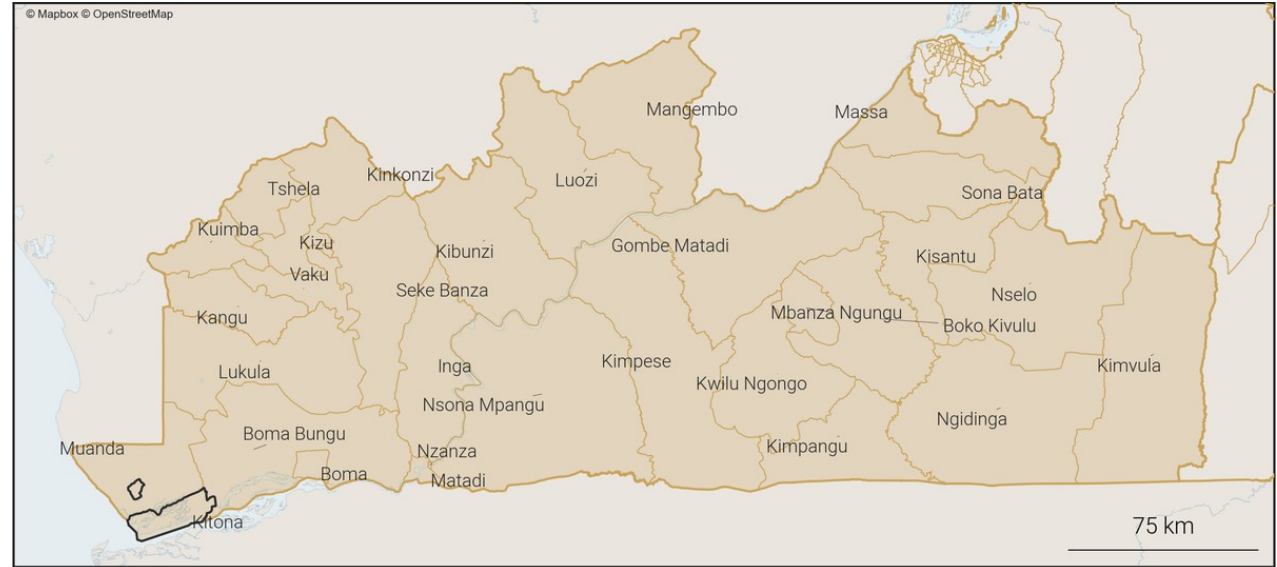 © Mapbox © OpenStreetMap
Mangembo
Massa
Kinkonzi
Luozi
Tshela
Sona Bata
Kuimba
Kizu
Gombe Matadi
Kibunzi
Kisantu
Vaku
Seke Banza
Nselo
Kangu
Mbanza Ngungu
Boko Kivulu
Inga
Kimpese
Kimvula
Lukula
Kwilu Ngongo
Nsona Mpangu
Ngidinga
Boma Bungu
Muanda
Nzanza
Kimpangu
Boma
Matadi
Kitona
75 km